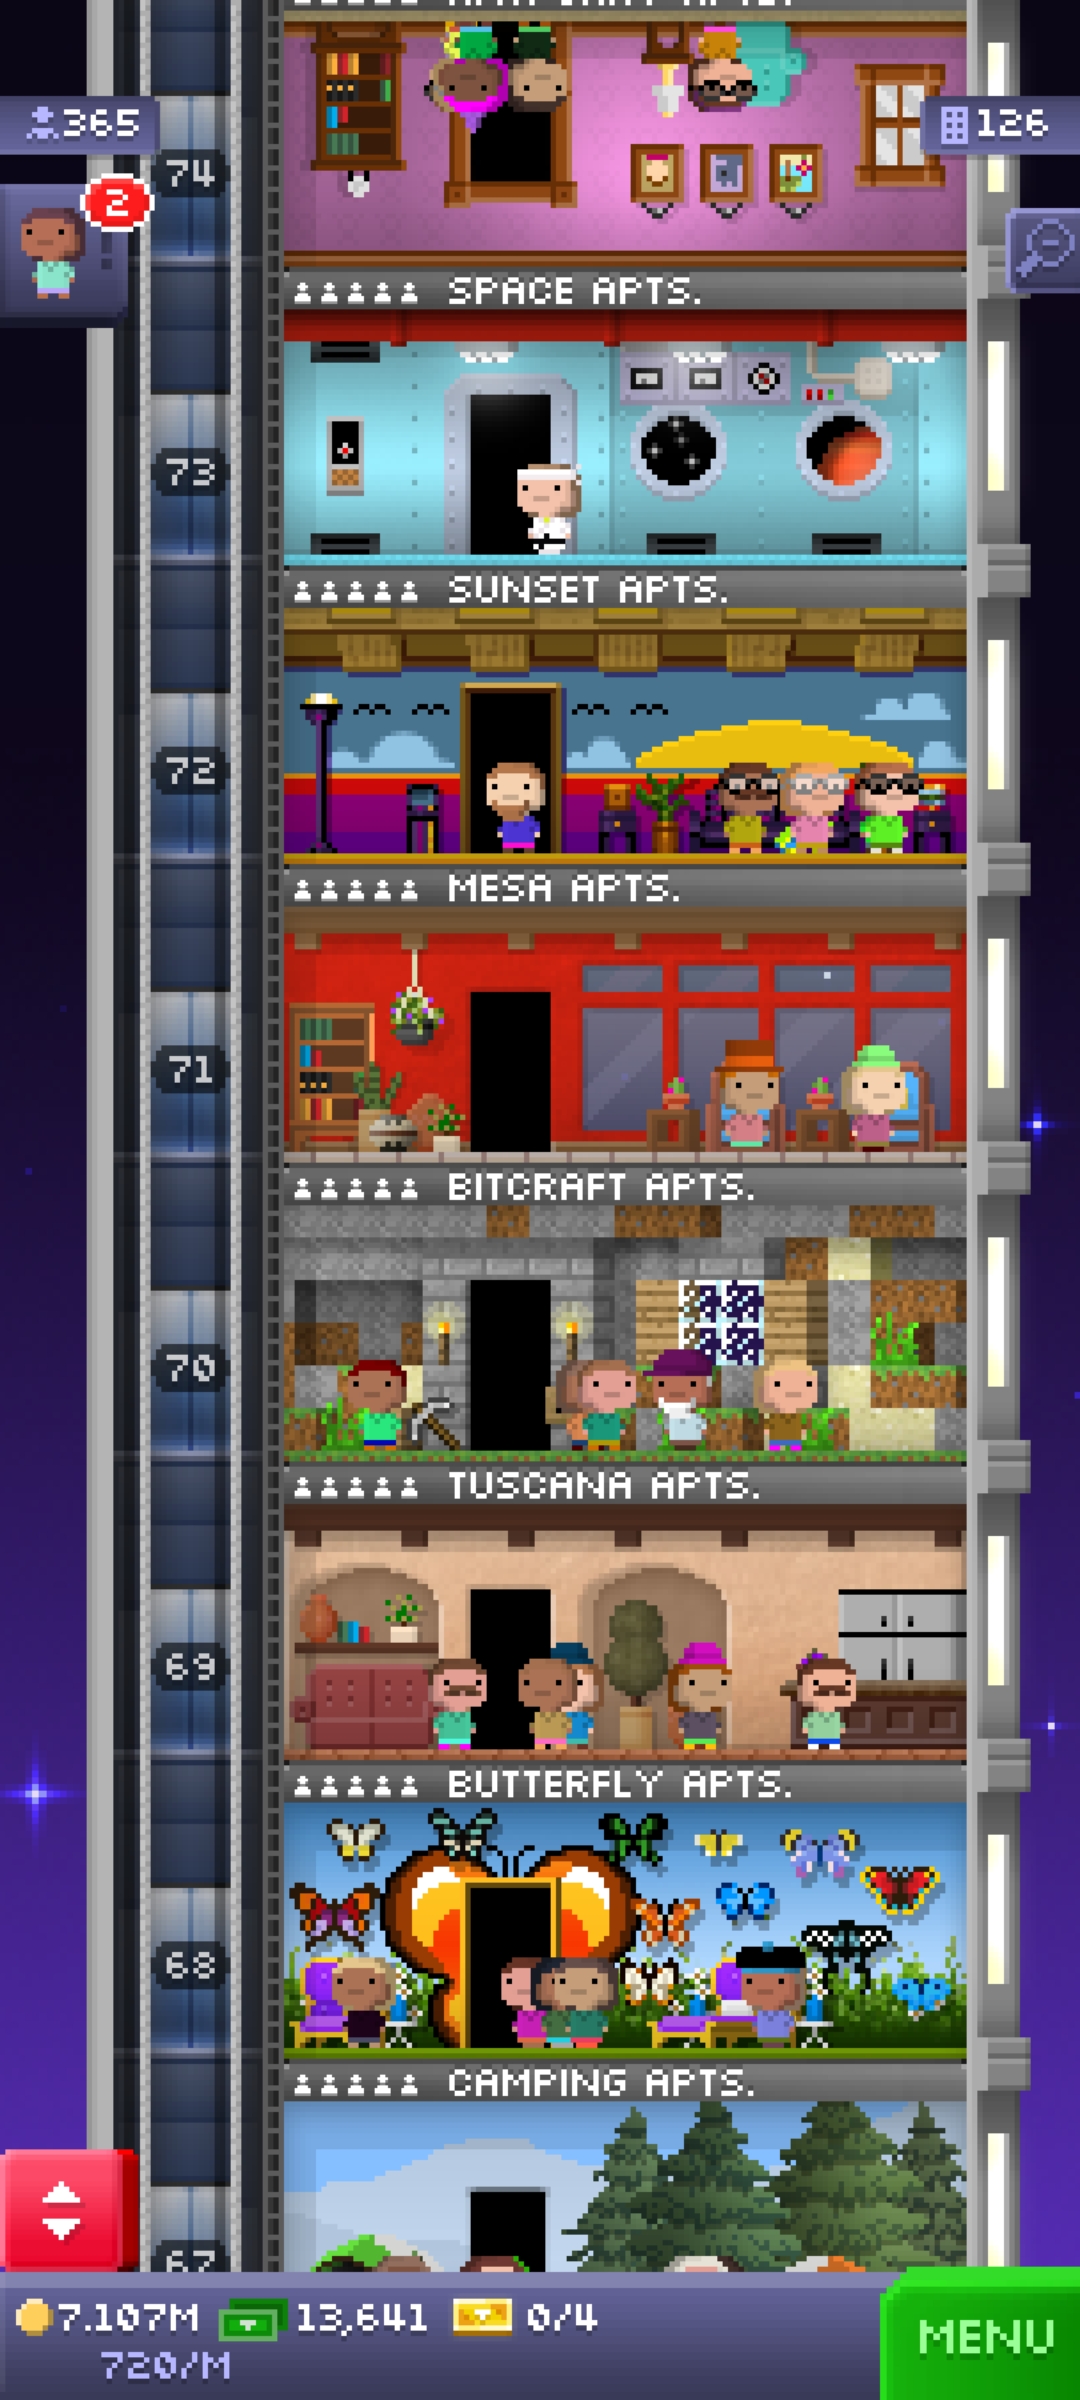 365
126
2
74
SPACE APTS.
73
SUNSET APTS.
72
MESA APTS.
71
BITCRAFT APTS.
70
TUSCANA APTS.
69
BUTTERFLY APTS.
68
CAMPING APTS.
67
7.107M 13,641 0/4
720/M
MENU